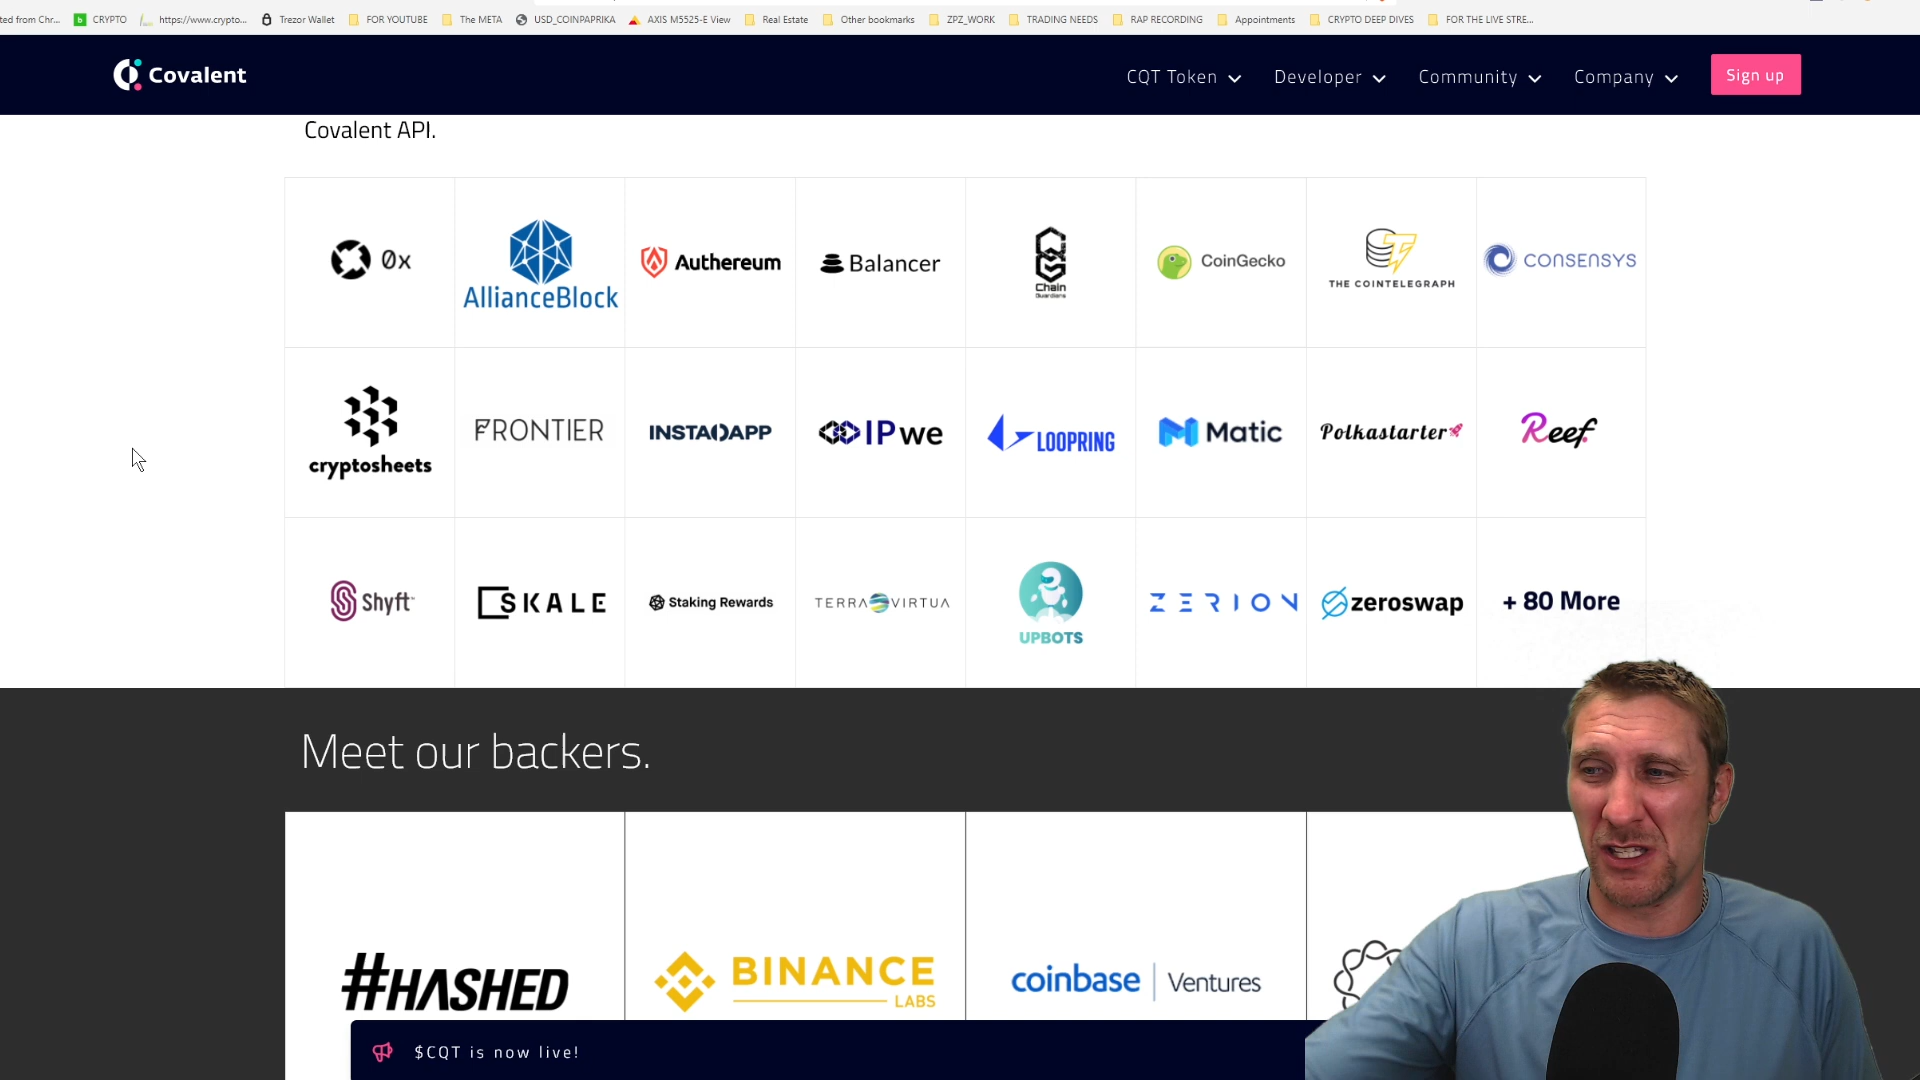 ted from Chr... CRYPTO https://www.crypto... Trezor Wallet FOR YOUTUBE The META USD_COINPAPRIKA AXIS M5525-E View Real Estate Other bookmarks ZPZ_WORK TRADING NEEDS RAP RECORDING Appointments CRYPTO DEEP DIVES FOR THE LIVE STRE...
Covalent CQT Token Developer Community Company Sign up
Covalent API.
0x AllianceBlock Authereum Balancer Chain Guardians CoinGecko THE COINTELEGRAPH CONSENSYS
cryptosheets FRONTIER INSTADAPP IPwe LOOPRING Matic Polkastarter Reef
Shyft™ SKALE Staking Rewards TERRA VIRTUA UPBOTS ZERION zeroswap + 80 More
Meet our backers.
#HASHED BINANCE LABS coinbase Ventures
$CQT is now live!